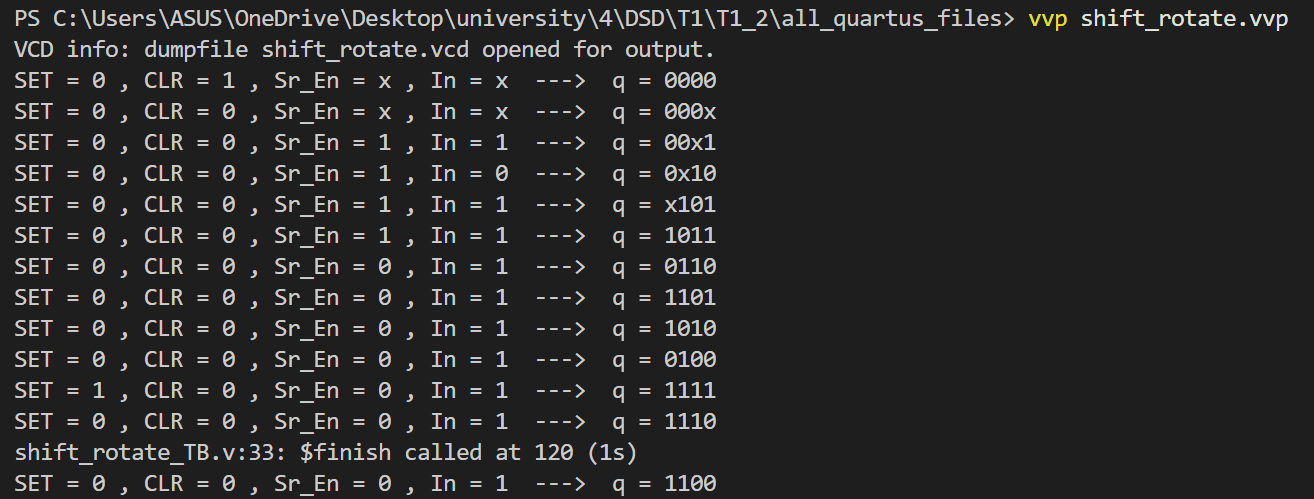 PS C:\Users\ASUS\OneDrive\Desktop\university\4\DSD\T1\T1_2\all_quartus_files> vvp shift_rotate.vvp
VCD info: dumpfile shift_rotate.vcd opened for output.
SET = 0 , CLR = 1 , Sr_En = x , In = x  --->  q = 0000
SET = 0 , CLR = 0 , Sr_En = x , In = x  --->  q = 000x
SET = 0 , CLR = 0 , Sr_En = 1 , In = 1  --->  q = 00x1
SET = 0 , CLR = 0 , Sr_En = 1 , In = 0  --->  q = 0x10
SET = 0 , CLR = 0 , Sr_En = 1 , In = 1  --->  q = x101
SET = 0 , CLR = 0 , Sr_En = 1 , In = 1  --->  q = 1011
SET = 0 , CLR = 0 , Sr_En = 0 , In = 1  --->  q = 0110
SET = 0 , CLR = 0 , Sr_En = 0 , In = 1  --->  q = 1101
SET = 0 , CLR = 0 , Sr_En = 0 , In = 1  --->  q = 1010
SET = 0 , CLR = 0 , Sr_En = 0 , In = 1  --->  q = 0100
SET = 1 , CLR = 0 , Sr_En = 0 , In = 1  --->  q = 1111
SET = 0 , CLR = 0 , Sr_En = 0 , In = 1  --->  q = 1110
shift_rotate_TB.v:33: $finish called at 120 (1s)
SET = 0 , CLR = 0 , Sr_En = 0 , In = 1  --->  q = 1100